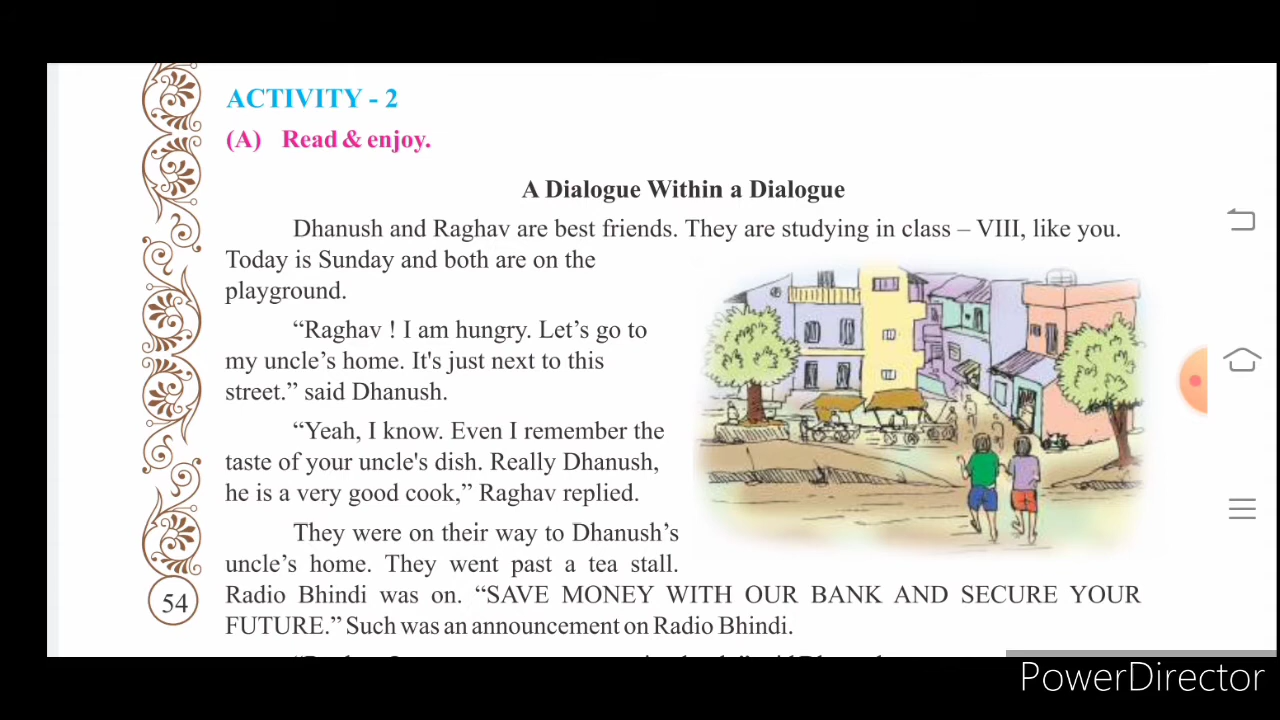 ACTIVITY - 2
(A) Read & enjoy.
A Dialogue Within a Dialogue
Dhanush and Raghav are best friends. They are studying in class – VIII, like you.
Today is Sunday and both are on the
playground.
“Raghav ! I am hungry. Let’s go to
my uncle’s home. It's just next to this
street.” said Dhanush.
“Yeah, I know. Even I remember the
taste of your uncle's dish. Really Dhanush,
he is a very good cook,” Raghav replied.
They were on their way to Dhanush’s
uncle’s home. They went past a tea stall.
Radio Bhindi was on. “SAVE MONEY WITH OUR BANK AND SECURE YOUR
FUTURE.” Such was an announcement on Radio Bhindi.
54
PowerDirector